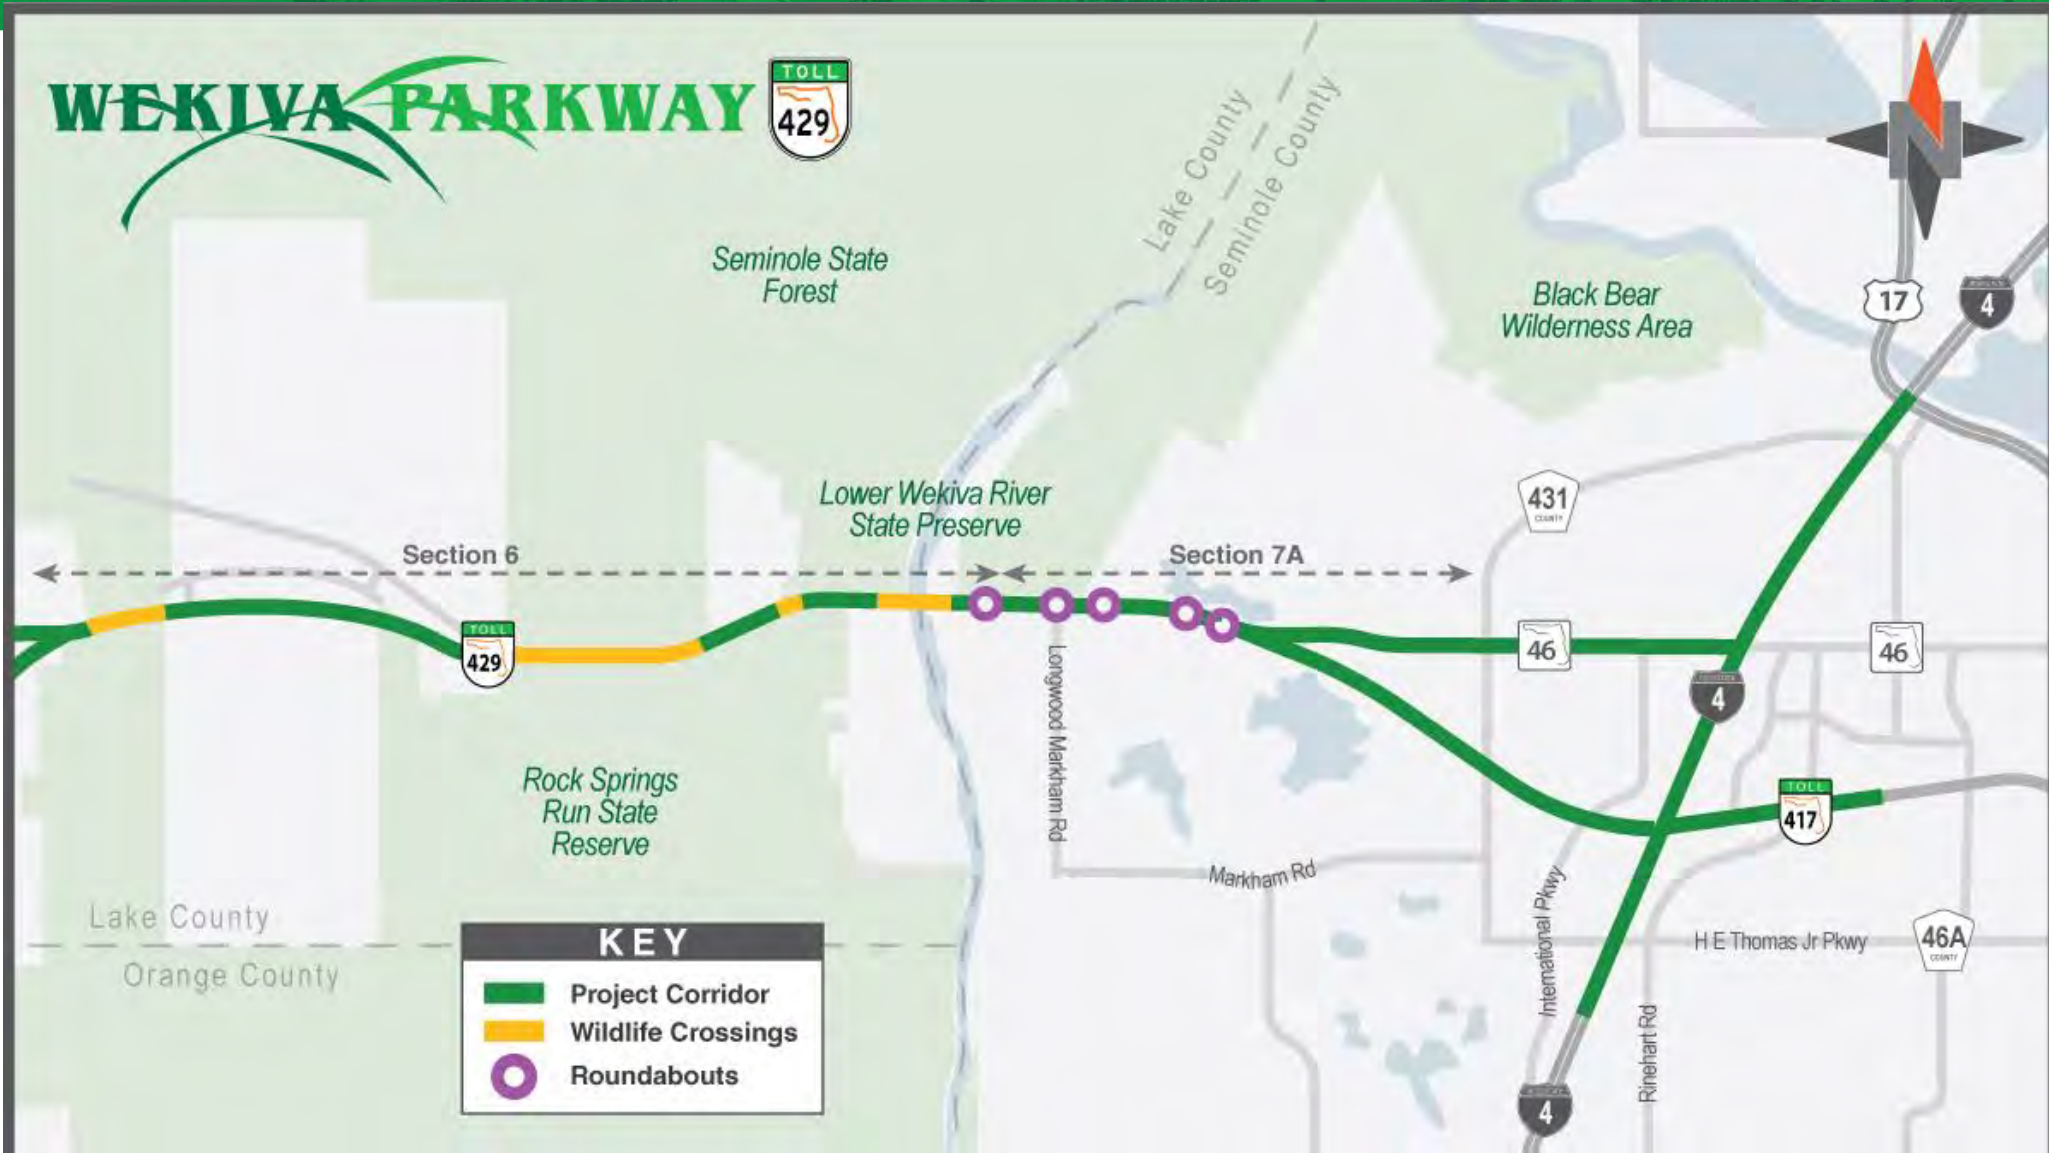 WEKIVA PARKWAY
TOLL
429
Lake County
Seminole County
Seminole State
Forest
Black Bear
Wilderness Area
17
4
Lower Wekiva River
State Preserve
431
COUNTY
Section 6
Section 7A
TOLL
429
46
46
4
Longwood Markham Rd
Rock Springs
Run State
Reserve
TOLL
417
Markham Rd
International Pkwy
Lake County
Orange County
H E Thomas Jr Pkwy
46A
COUNTY
Rinehart Rd
4
KEY
Project Corridor
Wildlife Crossings
Roundabouts
N